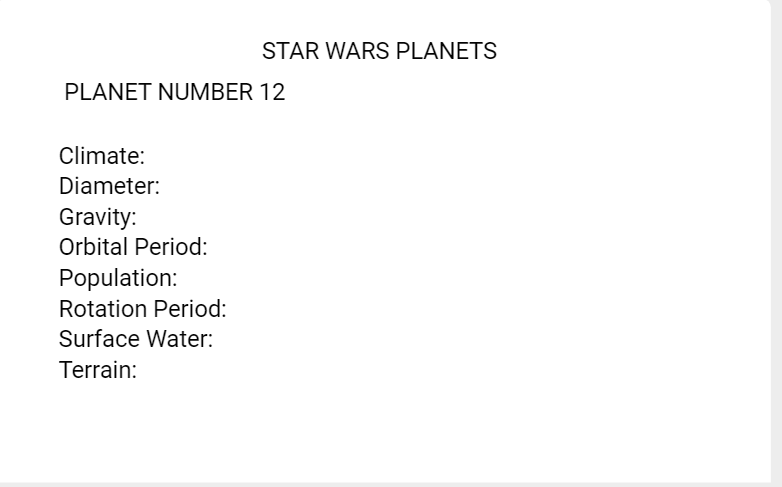 STAR WARS PLANETS
PLANET NUMBER 12
Climate:
Diameter:
Gravity:
Orbital Period:
Population:
Rotation Period:
Surface Water:
Terrain: